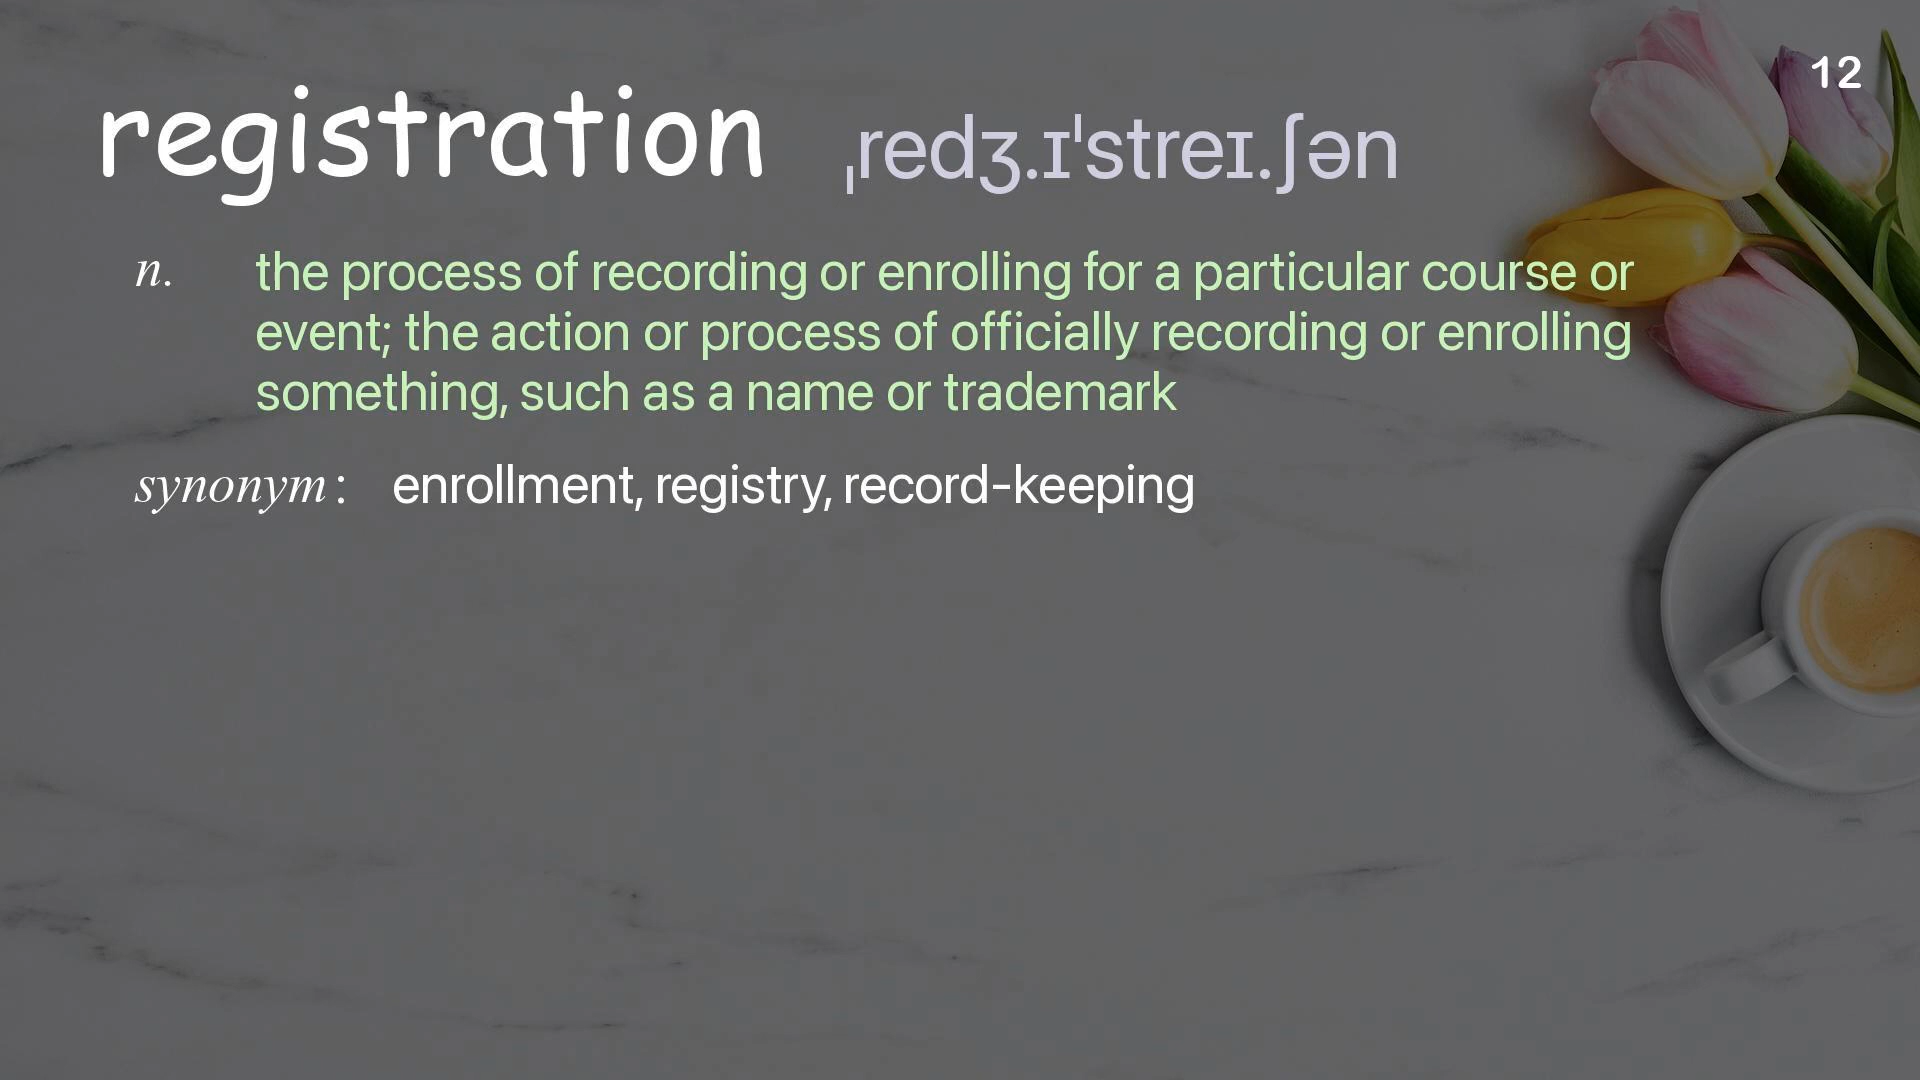 12
registration ˌredʒ.ɪˈstreɪ.ʃən
n. the process of recording or enrolling for a particular course or
event; the action or process of officially recording or enrolling
something, such as a name or trademark
synonym: enrollment, registry, record-keeping